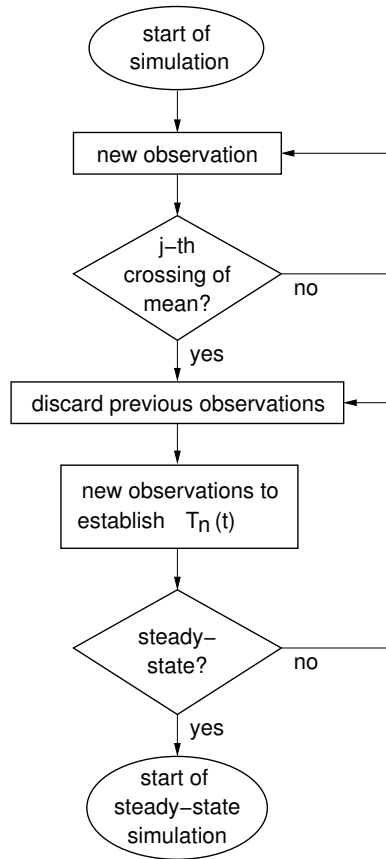 start of
simulation
new observation
j−th
crossing of
mean?
no
yes
discard previous observations
new observations to
establish Tn(t)
steady−
state?
no
yes
start of
steady−state
simulation